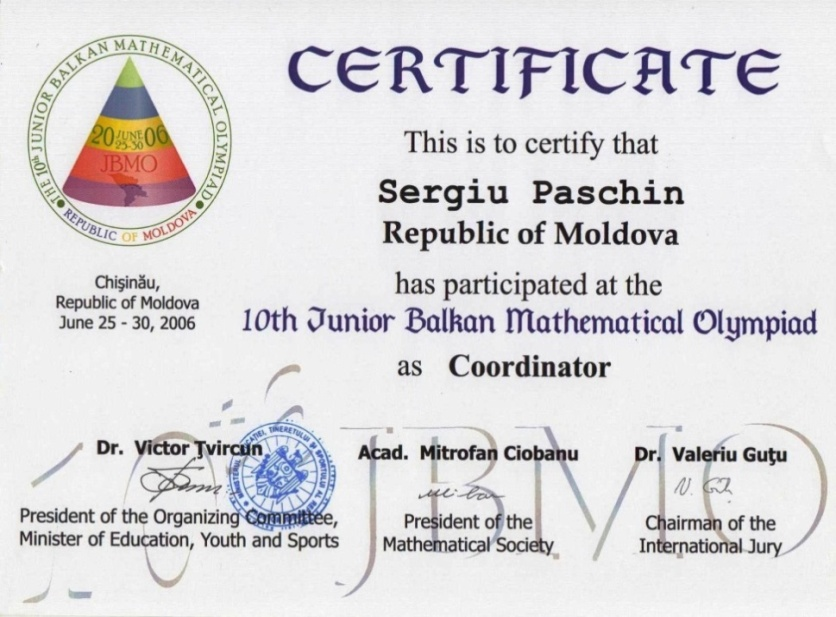 THE 10th JUNIOR BALKAN MATHEMATICAL OLYMPIAD
REPUBLIC OF MOLDOVA
20 JUNE 06
25-30
JBMO
Chişinău,
Republic of Moldova
June 25 - 30, 2006
CERTIFICATE
This is to certify that
Sergiu Paschin
Republic of Moldova
has participated at the
10th Junior Balkan Mathematical Olympiad
as Coordinator
10 JBMO
Dr. Victor Ţvircun
President of the Organizing Committee,
Minister of Education, Youth and Sports
Acad. Mitrofan Ciobanu
President of the
Mathematical Society
Dr. Valeriu Guţu
Chairman of the
International Jury